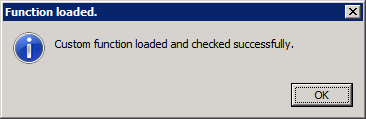 Function loaded.
Custom function loaded and checked successfully.
OK